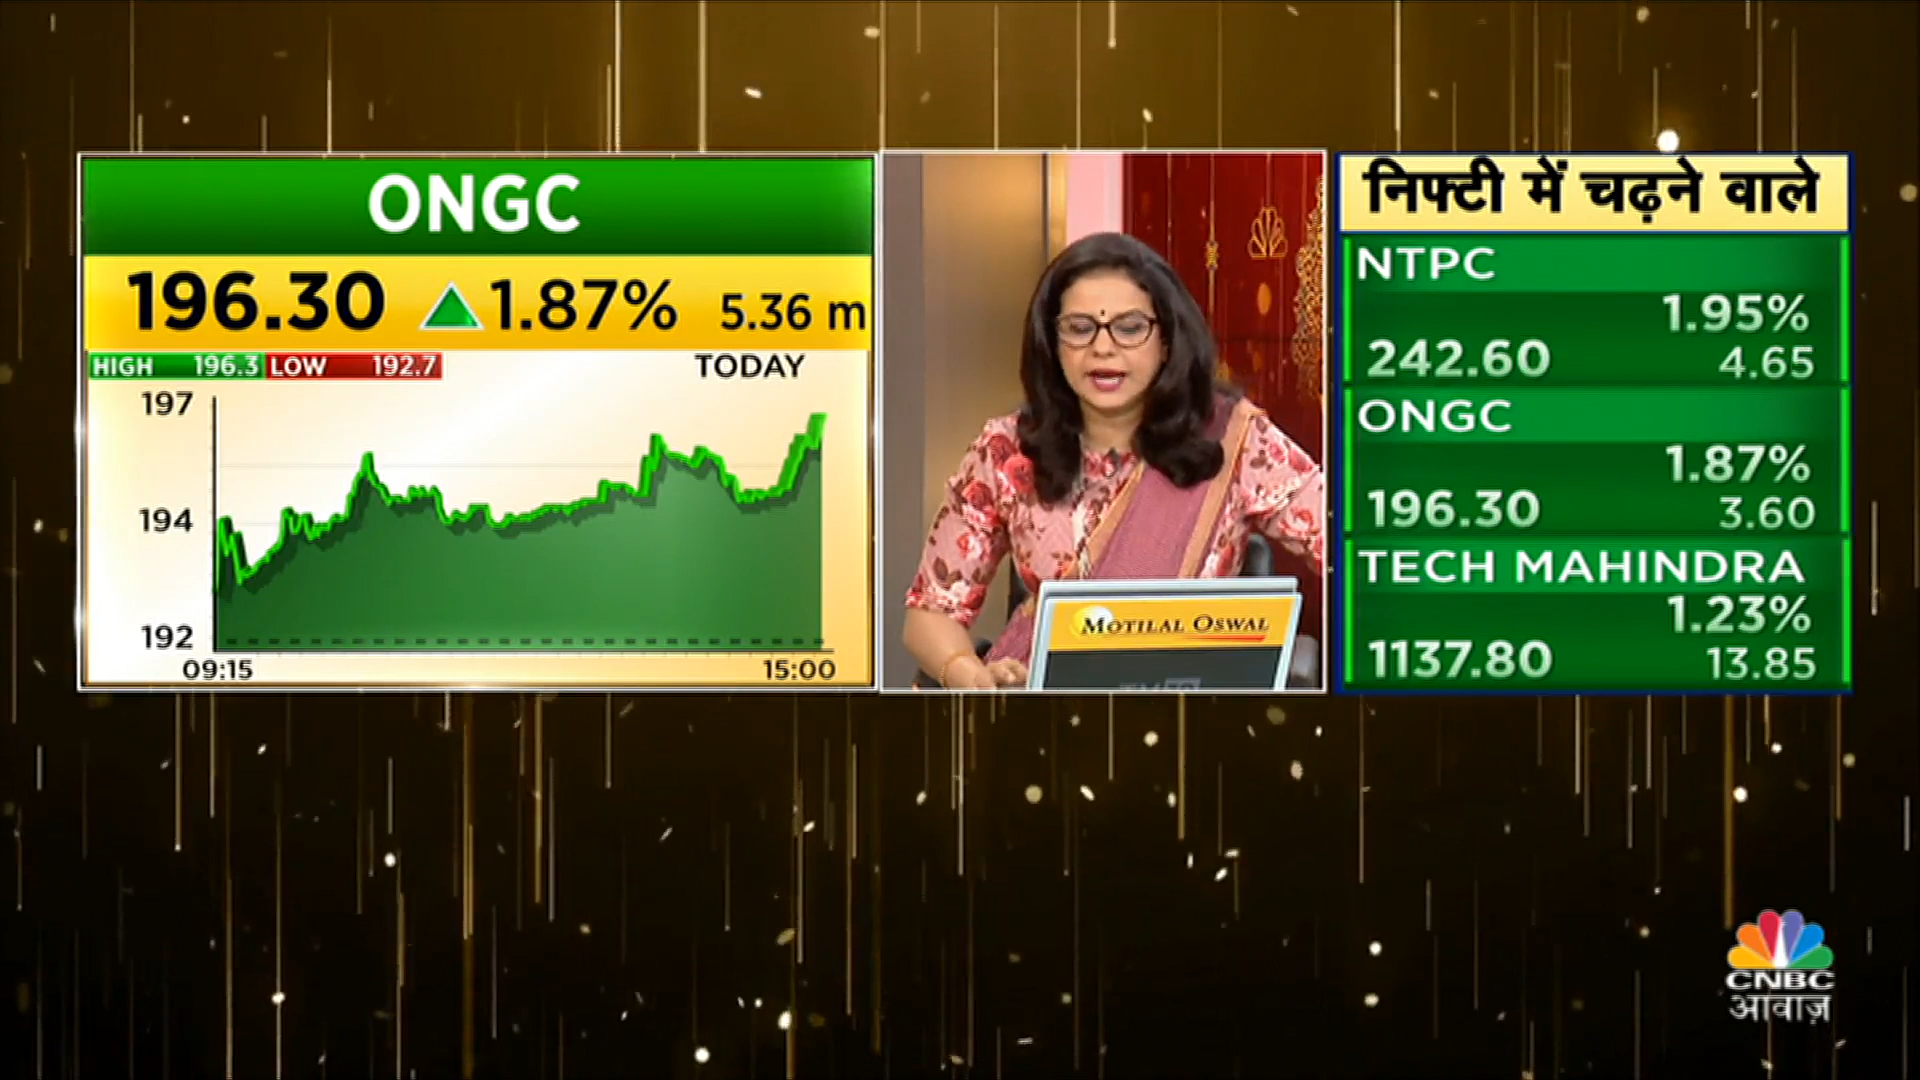 ONGC
196.30 1.87% 5.36 m
HIGH 196.3 LOW 192.7 TODAY
197
194
192
09:15 15:00
MOTILAL OSWAL
निफ्टी में चढ़ने वाले
NTPC
1.95%
242.60 4.65
ONGC
1.87%
196.30 3.60
TECH MAHINDRA
1.23%
1137.80 13.85
CNBC
आवाज़